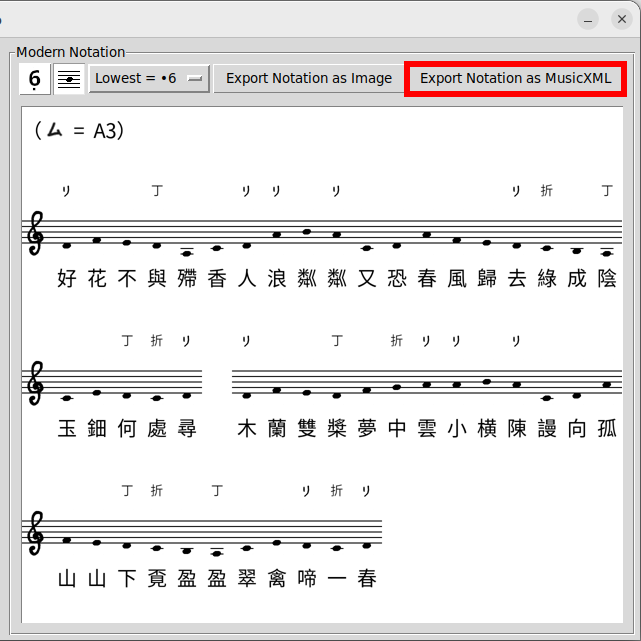 Modern Notation
6 Lowest = •6 Export Notation as Image Export Notation as MusicXML
(ム = A3)
リ 丁 リ リ リ リ 折 丁
好 花 不 與 殢 香 人 浪 粼 粼 又 恐 春 風 歸 去 綠 成 陰
丁 折 リ リ 丁 折 リ リ リ
玉 鈿 何 處 尋 木 蘭 雙 槳 夢 中 雲 小 橫 陳 謾 向 孤
丁 折 丁 リ 折 リ
山 山 下 覓 盈 盈 翠 禽 啼 一 春